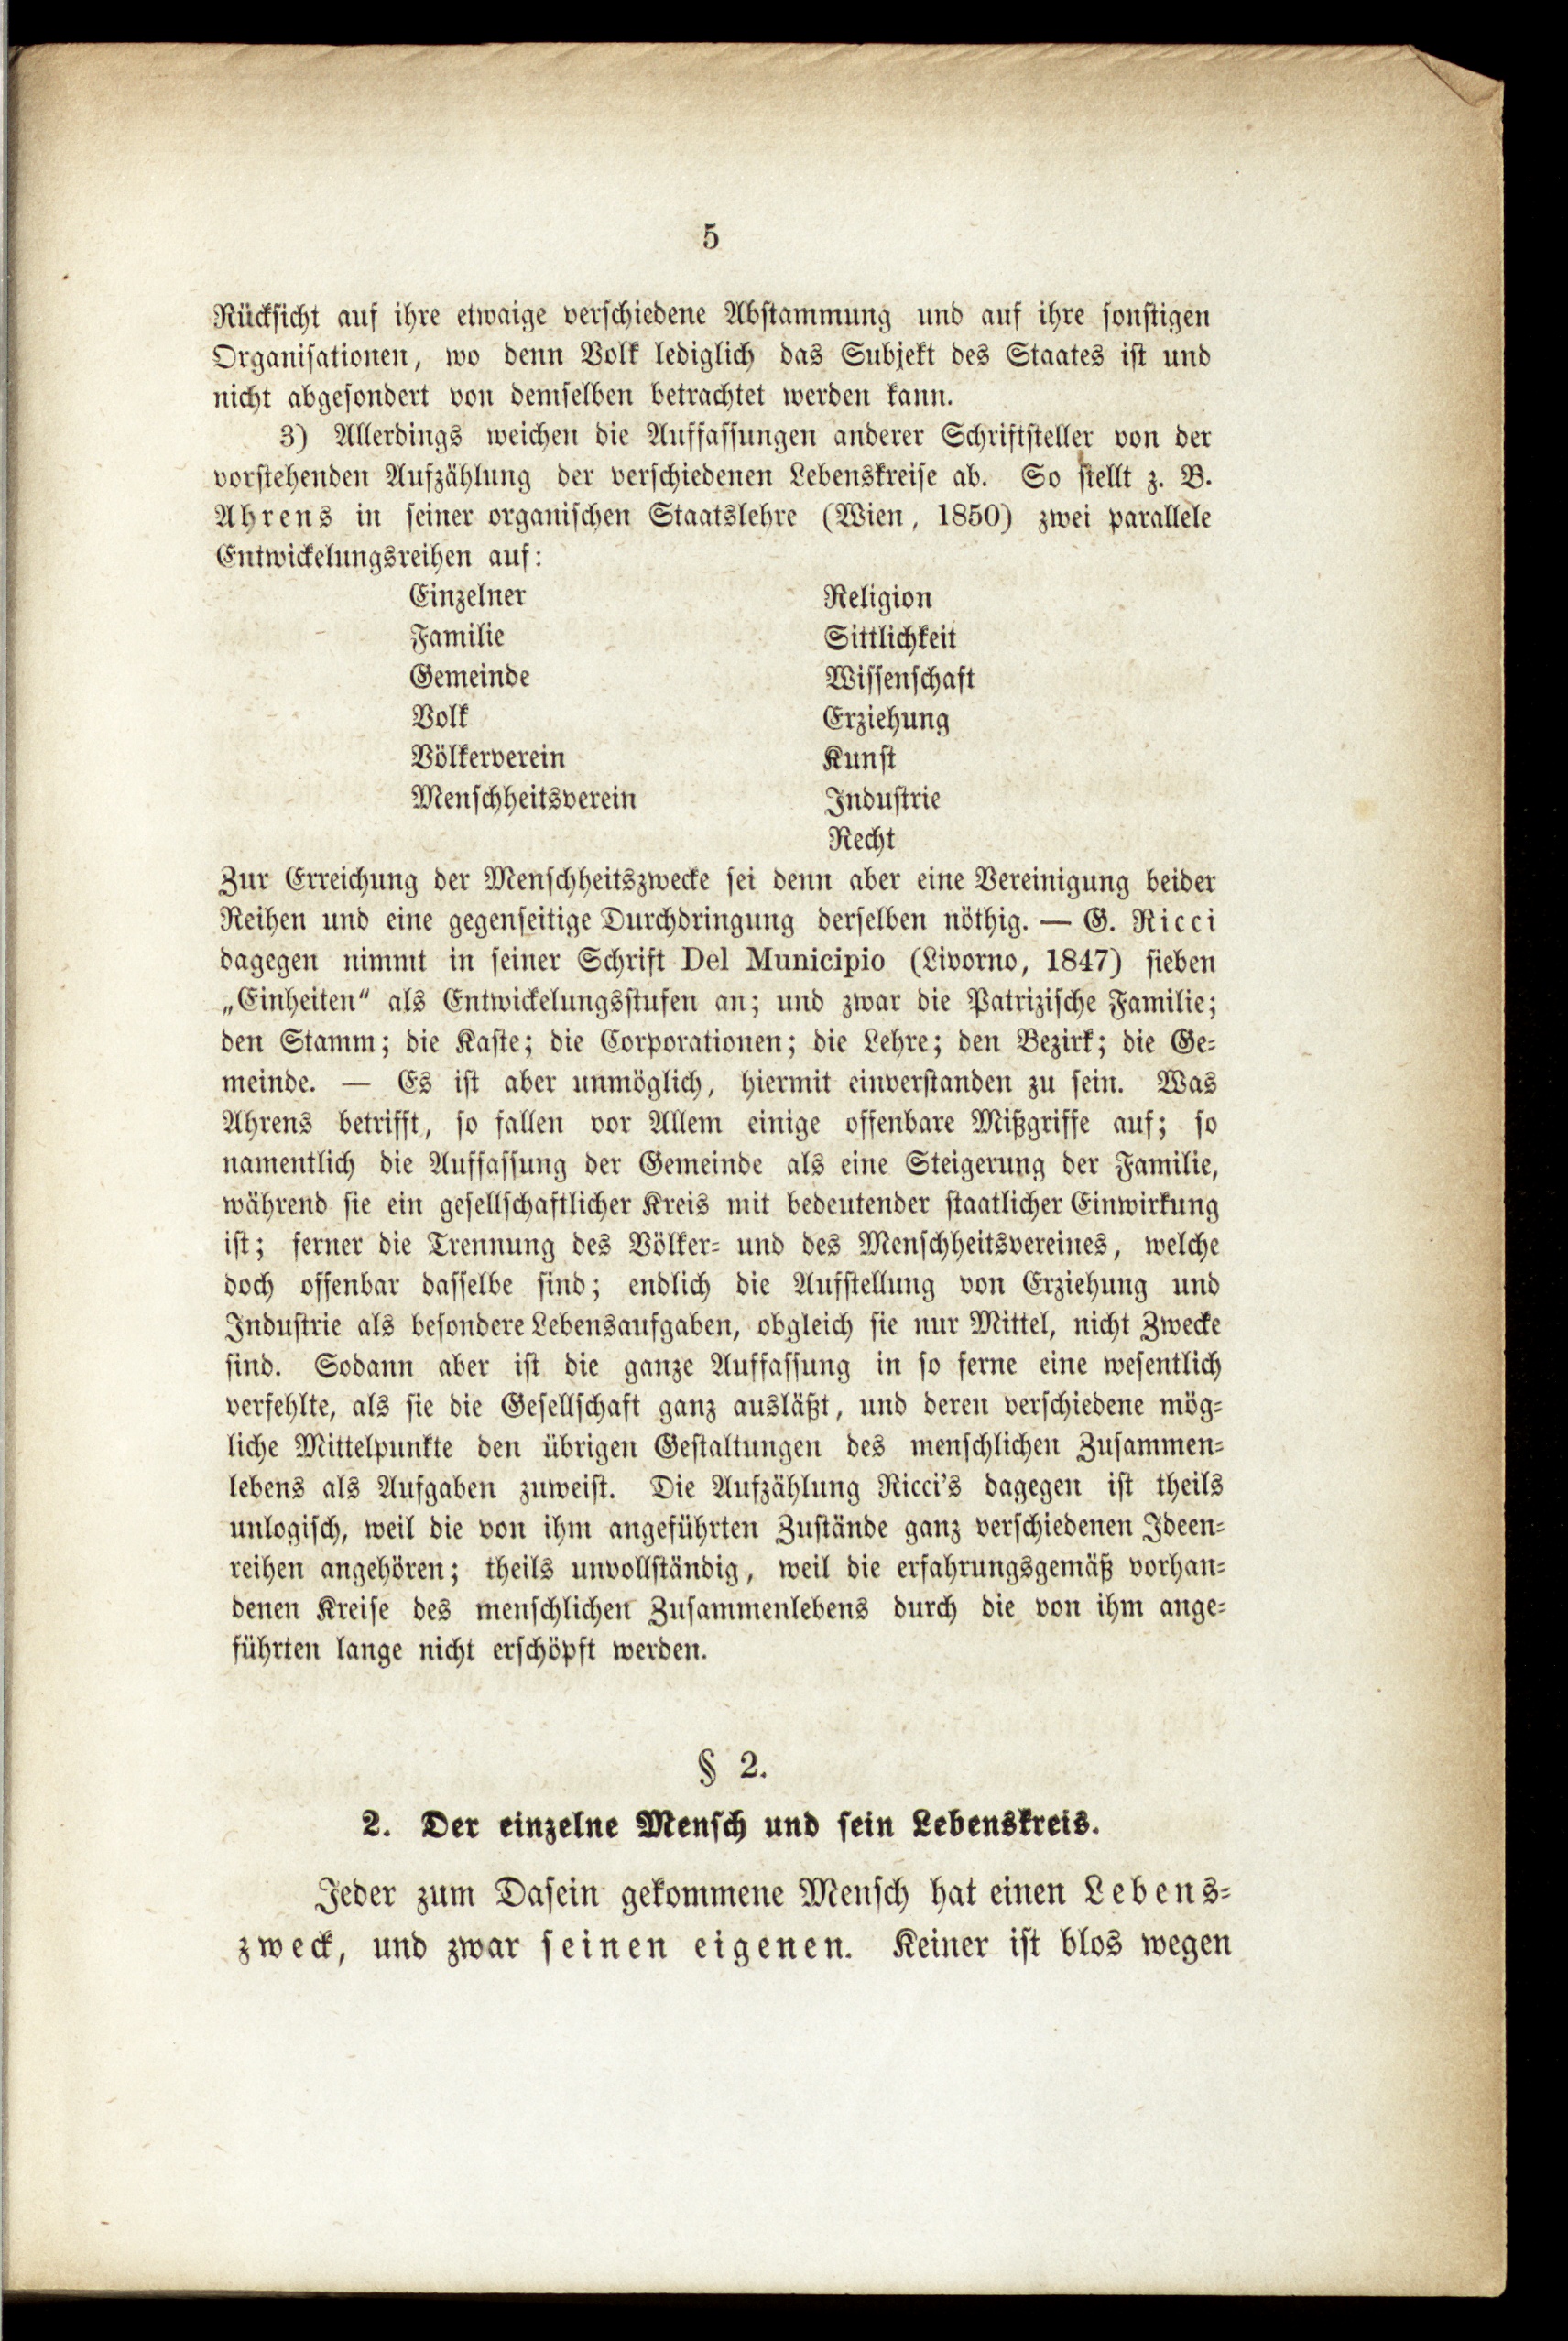 5
Rücksicht auf ihre etwaige verschiedene Abstammung und auf ihre sonstigen
Organisationen, wo denn Volk lediglich das Subjekt des Staates ist und
nicht abgesondert von demselben betrachtet werden kann.
3) Allerdings weichen die Auffassungen anderer Schriftsteller von der
vorstehenden Aufzählung der verschiedenen Lebenskreise ab. So stellt z. B.
Ahrens in seiner organischen Staatslehre (Wien, 1850) zwei parallele
Entwickelungsreihen auf:
Einzelner Religion
Familie Sittlichkeit
Gemeinde Wissenschaft
Volk Erziehung
Völkerverein Kunst
Menschheitsverein Industrie
Recht
Zur Erreichung der Menschheitszwecke sei denn aber eine Vereinigung beider
Reihen und eine gegenseitige Durchdringung derselben nöthig. — G. Ricci
dagegen nimmt in seiner Schrift Del Municipio (Livorno, 1847) sieben
„Einheiten“ als Entwickelungsstufen an; und zwar die Patrizische Familie;
den Stamm; die Kaste; die Corporationen; die Lehre; den Bezirk; die Ge-
meinde. — Es ist aber unmöglich, hiermit einverstanden zu sein. Was
Ahrens betrifft, so fallen vor Allem einige offenbare Mißgriffe auf; so
namentlich die Auffassung der Gemeinde als eine Steigerung der Familie,
während sie ein gesellschaftlicher Kreis mit bedeutender staatlicher Einwirkung
ist; ferner die Trennung des Völker- und des Menschheitsvereines, welche
doch offenbar dasselbe sind; endlich die Aufstellung von Erziehung und
Industrie als besondere Lebensaufgaben, obgleich sie nur Mittel, nicht Zwecke
sind. Sodann aber ist die ganze Auffassung in so ferne eine wesentlich
verfehlte, als sie die Gesellschaft ganz ausläßt, und deren verschiedene mög-
liche Mittelpunkte den übrigen Gestaltungen des menschlichen Zusammen-
lebens als Aufgaben zuweist. Die Aufzählung Ricci's dagegen ist theils
unlogisch, weil die von ihm angeführten Zustände ganz verschiedenen Ideen-
reihen angehören; theils unvollständig, weil die erfahrungsgemäß vorhan-
denen Kreise des menschlichen Zusammenlebens durch die von ihm ange-
führten lange nicht erschöpft werden.
§ 2.
2. Der einzelne Mensch und sein Lebenskreis.
Jeder zum Dasein gekommene Mensch hat einen Lebens-
zweck, und zwar seinen eigenen. Keiner ist blos wegen